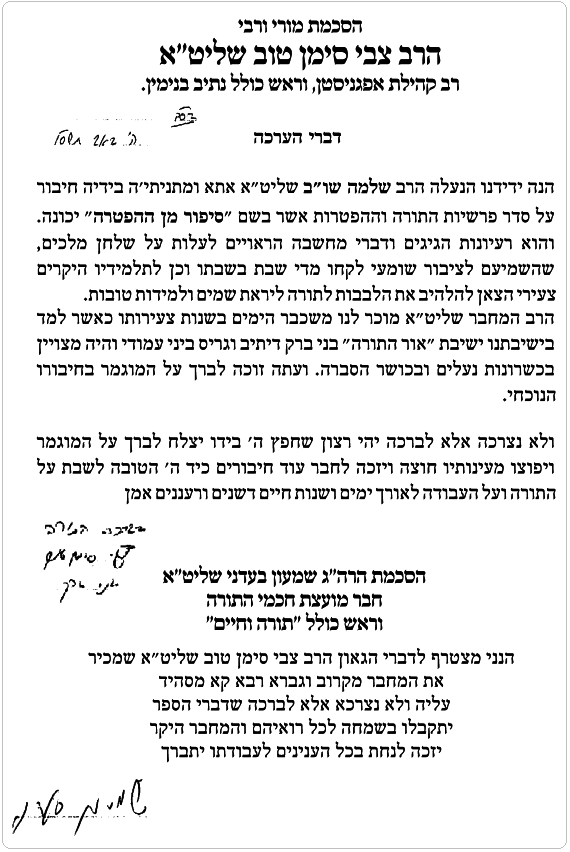 הסכמת מורי ורבי
הרב צבי סימן טוב שליט״א
רב קהילת אפגניסטן, וראש כולל נתיב בנימין.
בס״ד
ה׳ באב תשס״
דברי הערכה
הנה ידידנו הנעלה הרב שלמה שו״ב שליט״א אתא ומתניתי׳ה בידיה חיבור
על סדר פרשיות התורה וההפטרות אשר בשם ״סיפור מן ההפטרה״ יכונה.
והוא רעיונות הגיגים ודברי מחשבה הראויים לעלות על שלחן מלכים,
שהשמיעם לציבור שומעי לקחו מדי שבת בשבתו וכן לתלמידיו היקרים
צעירי הצאן להלהיב את הלבבות לתורה ליראת שמים ולמידות טובות.
הרב המחבר שליט״א מוכר לנו משכבר הימים בשנות צעירותו כאשר למד
בישיבתנו ישיבת ״אור התורה״ בני ברק דיתיב וגריס ביני עמודי והיה מצויין
בכשרונות נעלים ובכושר הסברה. ועתה זוכה לברך על המוגמר בחיבורו
הנוכחי.
ולא נצרכה אלא לברכה יהי רצון שחפץ ה׳ בידו יצלח לברך על המוגמר
ויפוצו מעינותיו חוצה ויזכה לחבר עוד חיבורים כיד ה׳ הטובה לשבת על
התורה ועל העבודה לאורך ימים ושנות חיים דשנים ורעננים אמן
בברכת התורה
צבי סימן טוב
הסכמת הרה״ג שמעון בעדני שליט״א
חבר מועצת חכמי התורה
וראש כולל ״תורה וחיים״
הנני מצטרף לדברי הגאון הרב צבי סימן טוב שליט״א שמכיר
את המחבר מקרוב וגברא רבא קא מסהיד
עליה ולא נצרכא אלא לברכה שדברי הספר
יתקבלו בשמחה לכל רואיהם והמחבר היקר
יזכה לנחת בכל הענינים לעבודתו יתברך
שמעון בעדני